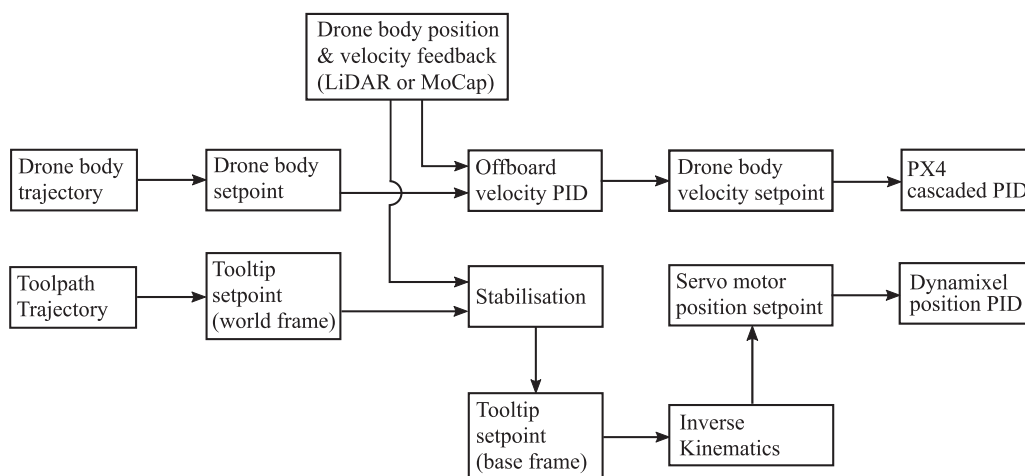 Drone body position
& velocity feedback
(LiDAR or MoCap)
Drone body
trajectory
Drone body
setpoint
Offboard
velocity PID
Drone body
velocity setpoint
PX4
cascaded PID
Toolpath
Trajectory
Tooltip
setpoint
(world frame)
Stabilisation
Servo motor
position setpoint
Dynamixel
position PID
Tooltip
setpoint
(base frame)
Inverse
Kinematics